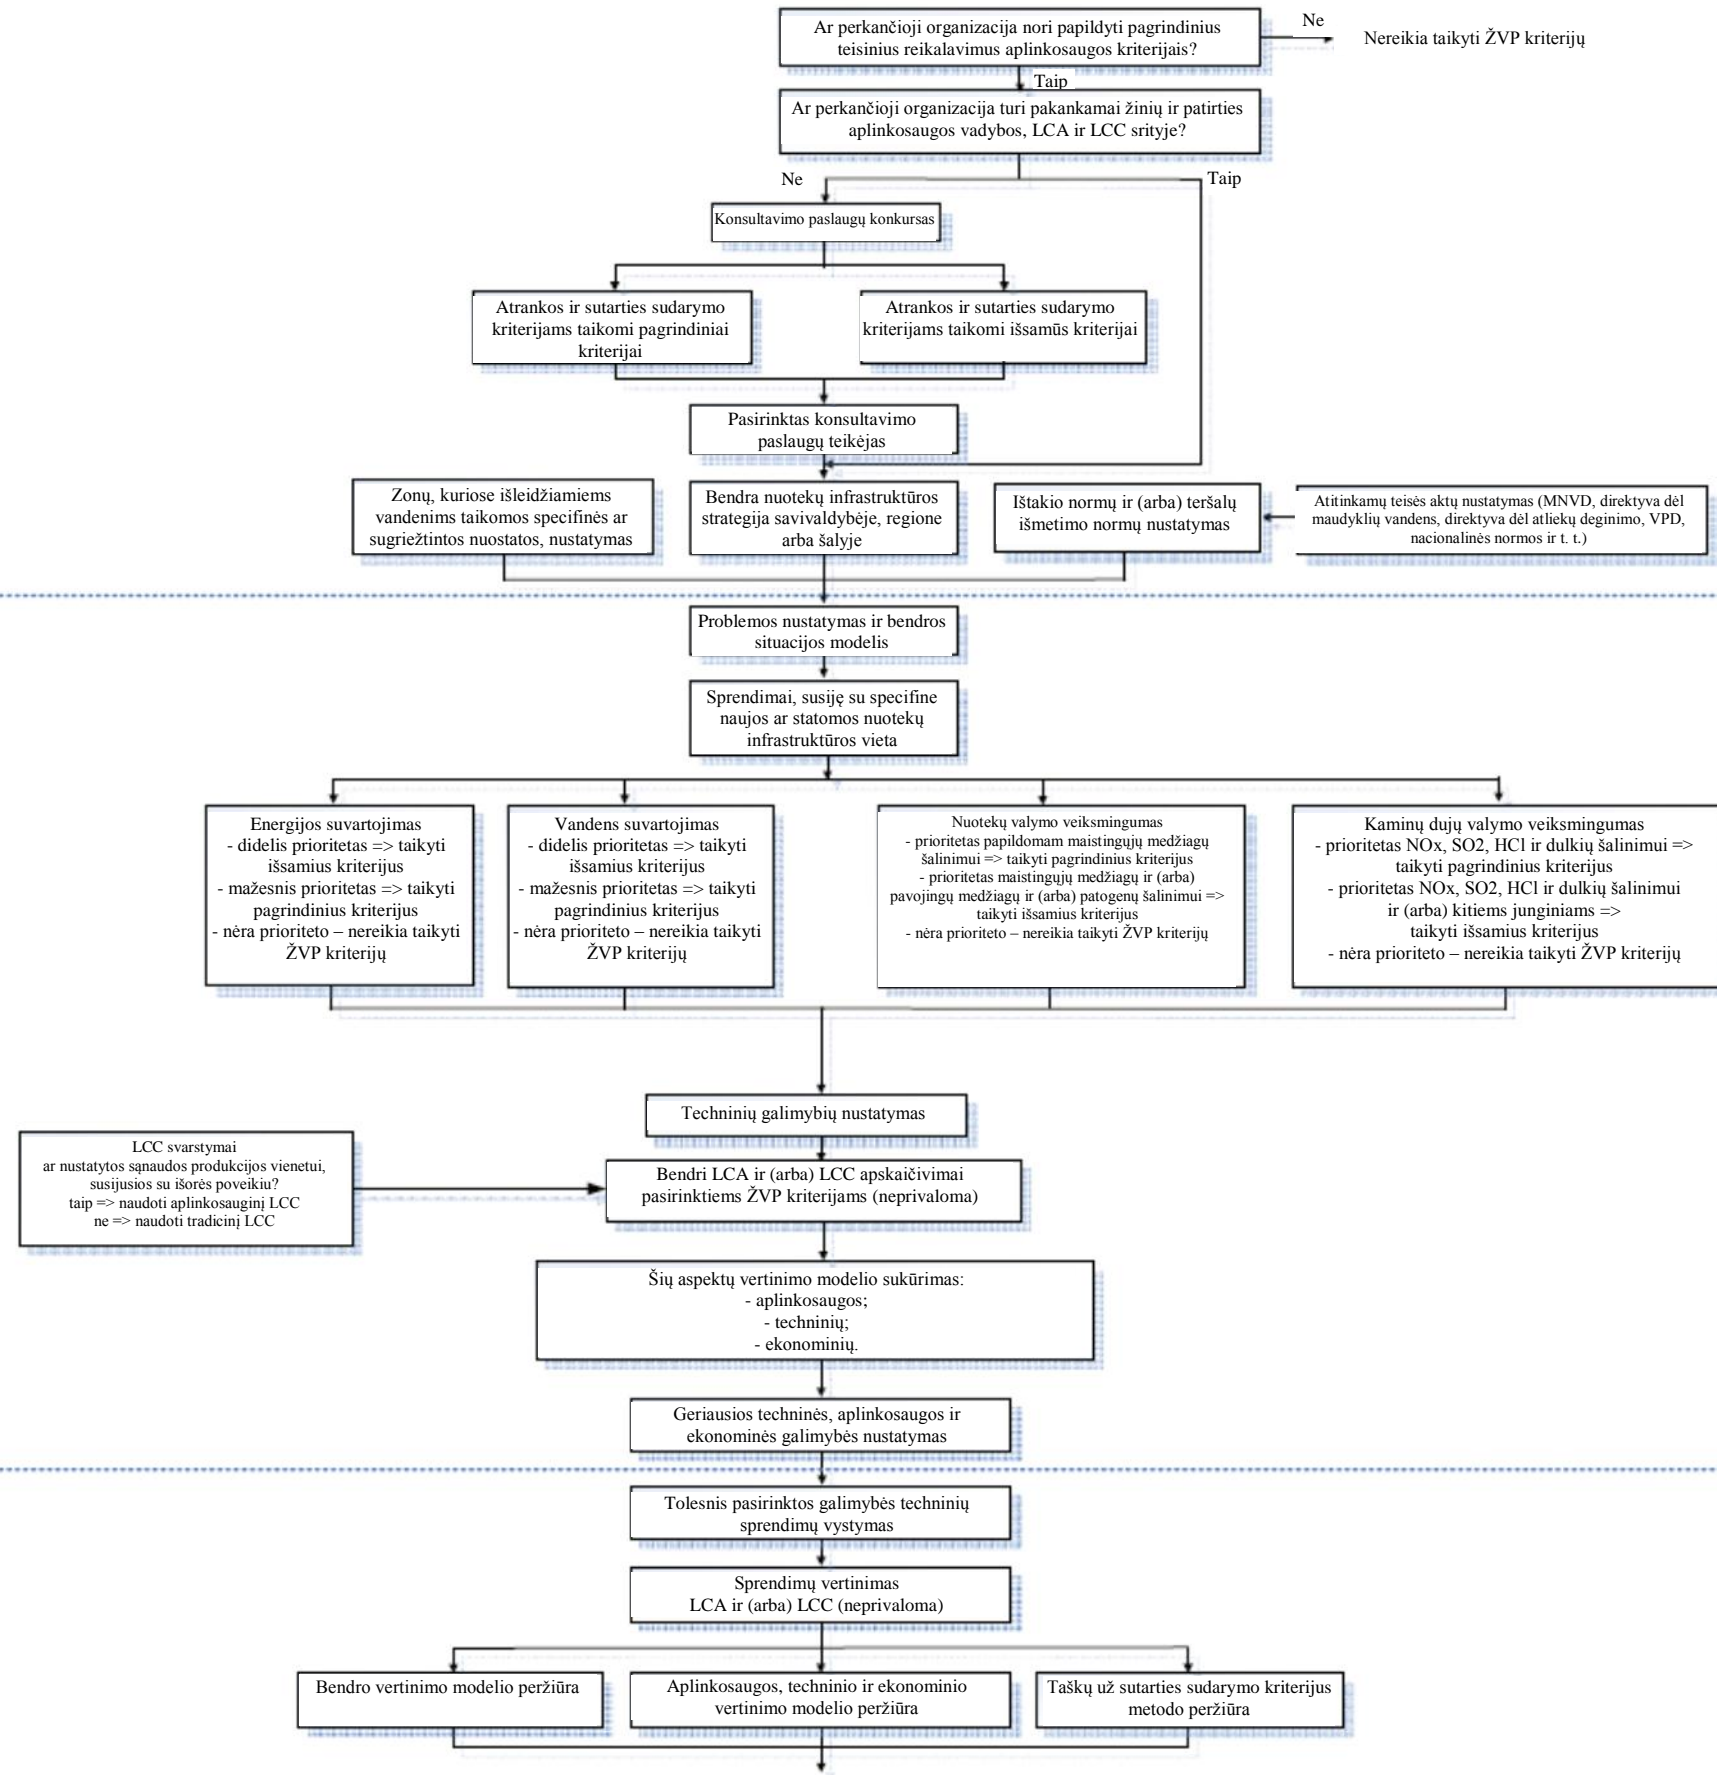 Ar perkančioji organizacija nori papildyti pagrindinius
teisinius reikalavimus aplinkosaugos kriterijais?
Ne
Nereikia taikyti ŽVP kriterijų
Taip
Ar perkančioji organizacija turi pakankamai žinių ir patirties
aplinkosaugos vadybos, LCA ir LCC srityje?
Ne
Taip
Konsultavimo paslaugų konkursas
Atrankos ir sutarties sudarymo
kriterijams taikomi pagrindiniai
kriterijai
Atrankos ir sutarties sudarymo
kriterijams taikomi išsamūs kriterijai
Pasirinktas konsultavimo
paslaugų teikėjas
Zonų, kuriose išleidžiamiems
vandenims taikomos specifinės ar
sugriežtintos nuostatos, nustatymas
Bendra nuotekų infrastruktūros
strategija savivaldybėje, regione
arba šalyje
Ištakio normų ir (arba) teršalų
išmetimo normų nustatymas
Atitinkamų teisės aktų nustatymas (MNVD, direktyva dėl
maudyklių vandens, direktyva dėl atliekų deginimo, VPD,
nacionalinės normos ir t. t.)
Problemos nustatymas ir bendros
situacijos modelis
Sprendimai, susiję su specifine
naujos ar statomos nuotekų
infrastruktūros vieta
Energijos suvartojimas
- didelis prioritetas => taikyti
išsamius kriterijus
- mažesnis prioritetas => taikyti
pagrindinius kriterijus
- nėra prioriteto – nereikia taikyti
ŽVP kriterijų
Vandens suvartojimas
- didelis prioritetas => taikyti
išsamius kriterijus
- mažesnis prioritetas => taikyti
pagrindinius kriterijus
- nėra prioriteto – nereikia taikyti
ŽVP kriterijų
Nuotekų valymo veiksmingumas
- prioritetas papildomam maistingųjų medžiagų
šalinimui => taikyti pagrindinius kriterijus
- prioritetas maistingųjų medžiagų ir (arba)
pavojingų medžiagų ir (arba) patogenų šalinimui =>
taikyti išsamius kriterijus
- nėra prioriteto – nereikia taikyti ŽVP kriterijų
Kaminų dujų valymo veiksmingumas
- prioritetas NOx, SO2, HCl ir dulkių šalinimui =>
taikyti pagrindinius kriterijus
- prioritetas NOx, SO2, HCl ir dulkių šalinimui
ir (arba) kitiems junginiams =>
taikyti išsamius kriterijus
- nėra prioriteto – nereikia taikyti ŽVP kriterijų
Techninių galimybių nustatymas
LCC svarstymai
ar nustatytos sąnaudos produkcijos vienetui,
susijusios su išorės poveikiu?
taip => naudoti aplinkosauginį LCC
ne => naudoti tradicinį LCC
Bendri LCA ir (arba) LCC apskaičivimai
pasirinktiems ŽVP kriterijams (neprivaloma)
Šių aspektų vertinimo modelio sukūrimas:
- aplinkosaugos;
- techninių;
- ekonominių.
Geriausios techninės, aplinkosaugos ir
ekonominės galimybės nustatymas
Tolesnis pasirinktos galimybės techninių
sprendimų vystymas
Sprendimų vertinimas
LCA ir (arba) LCC (neprivaloma)
Bendro vertinimo modelio peržiūra
Aplinkosaugos, techninio ir ekonominio
vertinimo modelio peržiūra
Taškų už sutarties sudarymo kriterijus
metodo peržiūra